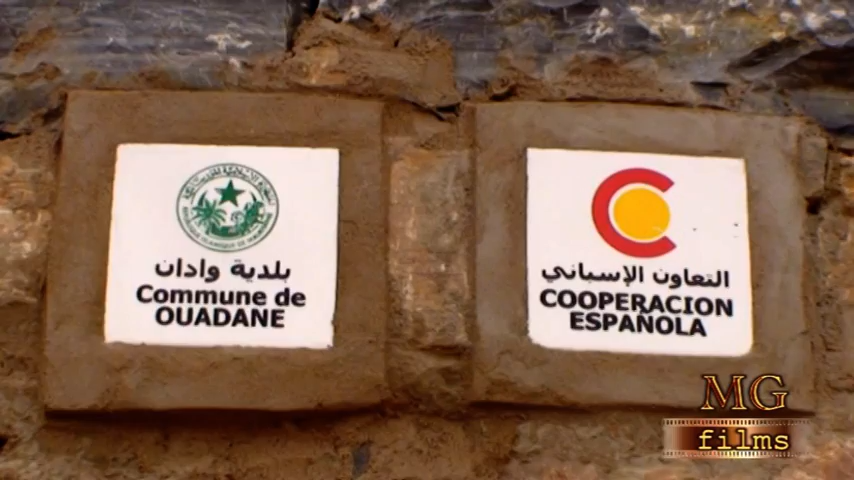 بلدية وادان
Commune de
OUADANE
التعاون الإسباني
COOPERACION
ESPAÑOLA
MG
films